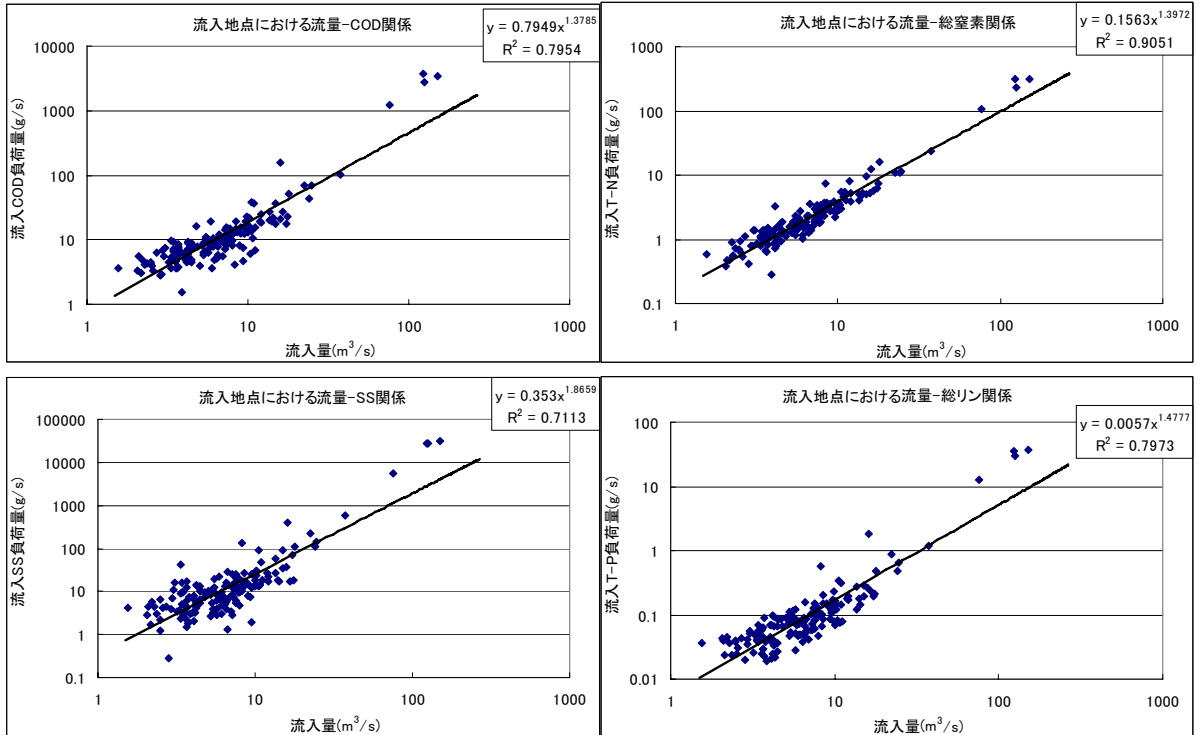 流入地点における流量-COD関係
y = 0.7949x^1.3785
R² = 0.7954
10000
1000
100
10
1
流入COD負荷量(g/s)
1 10 100 1000
流入量(m³/s)
流入地点における流量-総窒素関係
y = 0.1563x^1.3972
R² = 0.9051
1000
100
10
1
0.1
流入T-N負荷量(g/s)
1 10 100 1000
流入量(m³/s)
流入地点における流量-SS関係
y = 0.353x^1.8659
R² = 0.7113
100000
10000
1000
100
10
1
0.1
流入SS負荷量(g/s)
1 10 100 1000
流入量(m³/s)
流入地点における流量-総リン関係
y = 0.0057x^1.4777
R² = 0.7973
100
10
1
0.1
0.01
流入T-P負荷量(g/s)
1 10 100 1000
流入量(m³/s)